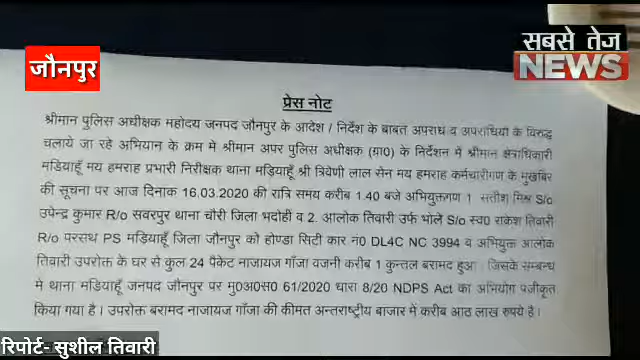 सबसे तेज
NEWS
जौनपुर
प्रेस नोट
श्रीमान पुलिस अधीक्षक महोदय जनपद जौनपुर के आदेश / निर्देश के बाबत अपराध व अपराधियों के विरुद्ध
चलाये जा रहे अभियान के क्रम मे श्रीमान अपर पुलिस अधीक्षक (ग्रा0) के निर्देशन मे श्रीमान क्षेत्राधिकारी
मडियाहूँ मय हमराह प्रभारी निरीक्षक थाना मड़ियाहूँ श्री त्रिवेणी लाल सेन मय हमराह कर्मचारीगण के मुखबिर
की सूचना पर आज दिनाक 16.03.2020 की रात्रि समय करीब 1.40 बजे अभियुक्तगण 1 सतीश मिश्र S/o
उपेन्द्र कुमार R/o सवरपुर थाना चौरी जिला भदोही व 2. आलोक तिवारी उर्फ भोले S/o स्व0 राकेश तिवारी
R/o परसथ PS मड़ियाहूँ जिला जौनपुर को होण्डा सिटी कार नं0 DL4C NC 3994 व अभियुक्त आलोक
तिवारी उपरोक्त के घर से कुल 24 पैकेट नाजायज गाँजा वजनी करीब 1 कुन्तल बरामद हुआ। जिसके सम्बन्ध
मे थाना मडियाहूँ जनपद जौनपुर पर मु0अ0स0 61/2020 धारा 8/20 NDPS Act का अभियोग पजीकृत
किया गया है। उपरोक्त बरामद नाजायज गाँजा की कीमत अन्तराष्ट्रीय बाजार में करीब आठ लाख रुपये है।
रिपोर्ट- सुशील तिवारी